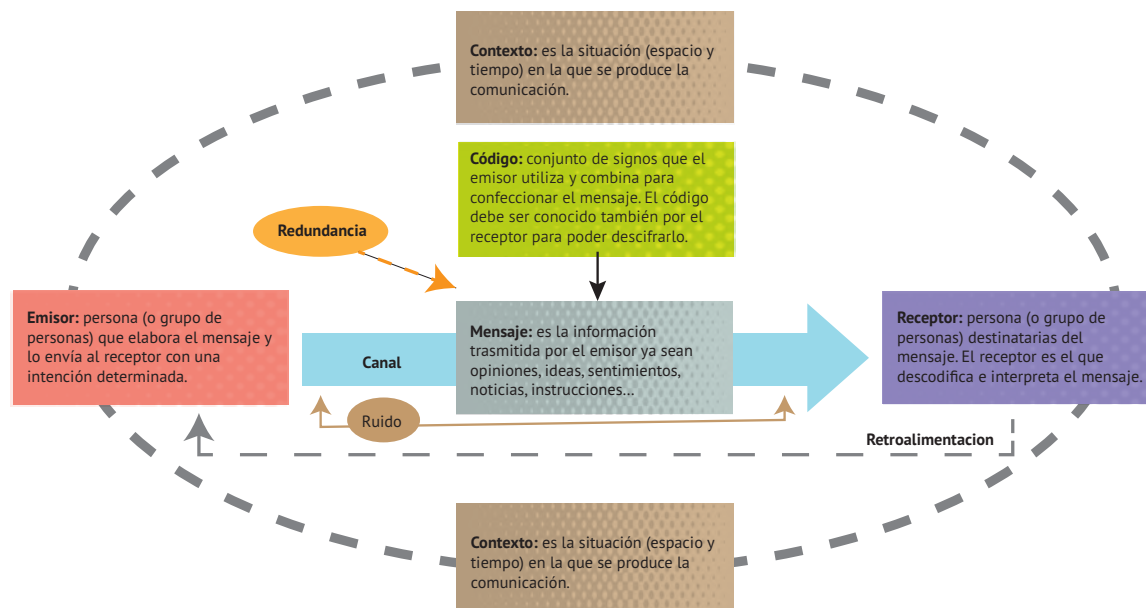 Contexto: es la situación (espacio y
tiempo) en la que se produce la
comunicación.
Código: conjunto de signos que el
emisor utiliza y combina para
confeccionar el mensaje. El código
debe ser conocido también por el
receptor para poder descifrarlo.
Redundancia
Emisor: persona (o grupo de
personas) que elabora el mensaje y
lo envía al receptor con una
intención determinada.
Canal
Mensaje: es la información
trasmitida por el emisor ya sean
opiniones, ideas, sentimientos,
noticias, instrucciones...
Receptor: persona (o grupo de
personas) destinatarias del
mensaje. El receptor es el que
descodifica e interpreta el mensaje.
Ruido
Retroalimentacion
Contexto: es la situación (espacio y
tiempo) en la que se produce la
comunicación.